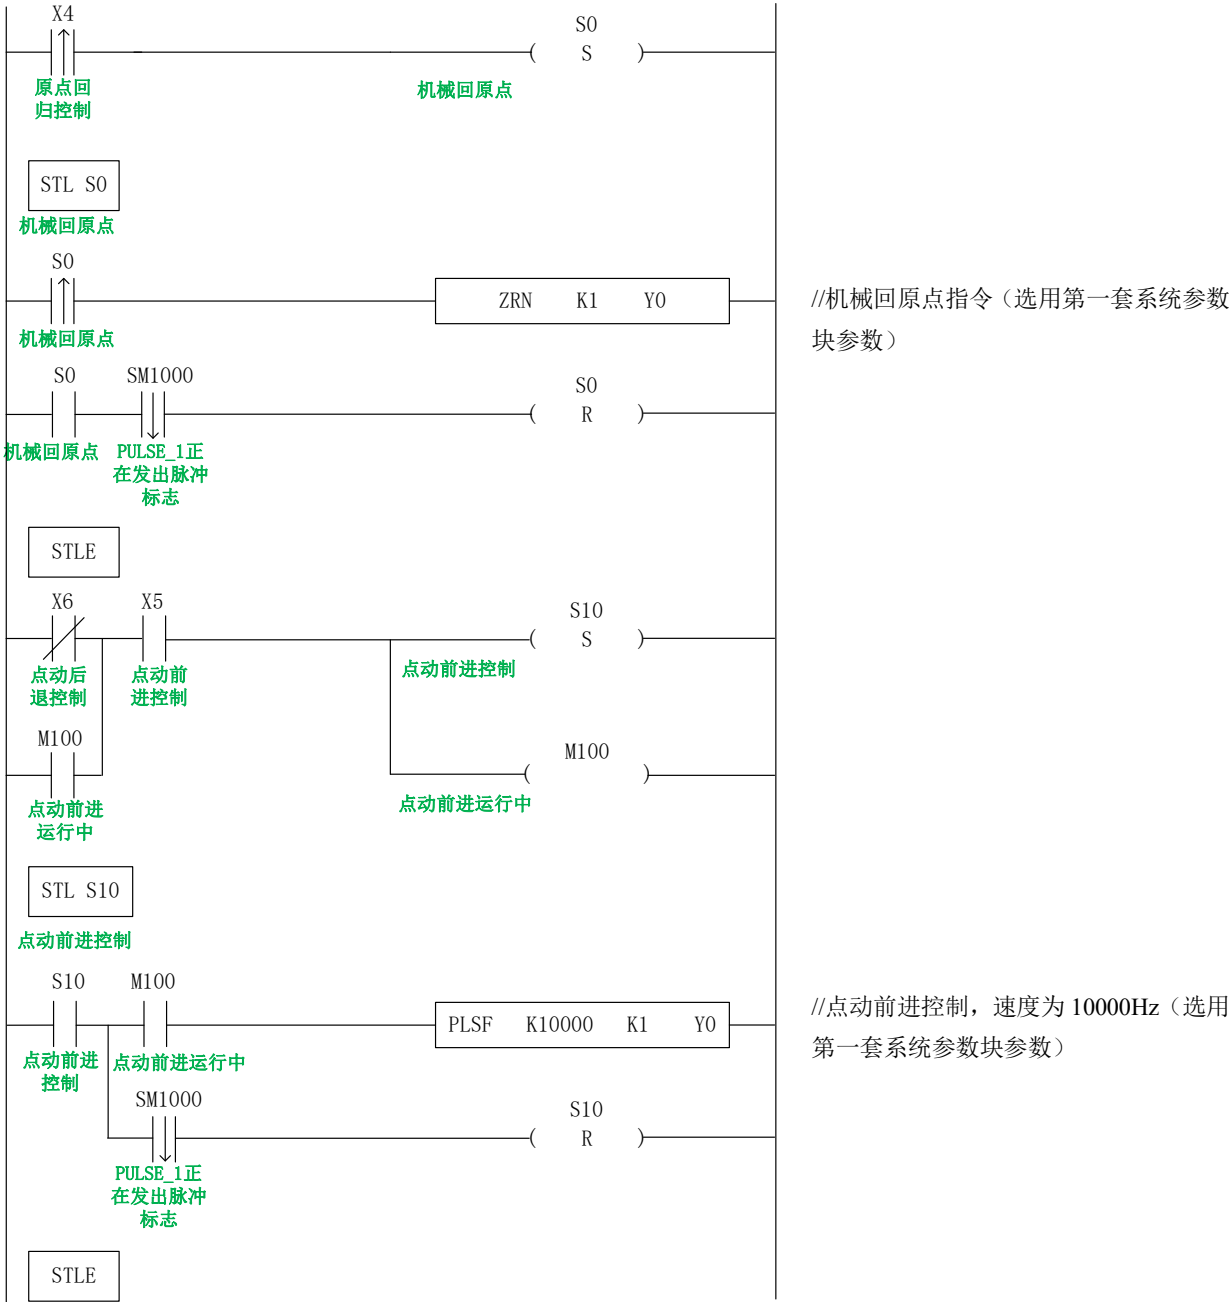 X4
S0
( S )
原点回
归控制
机械回原点
STL S0
机械回原点
S0
ZRN K1 Y0
//机械回原点指令（选用第一套系统参数
块参数）
机械回原点
S0 SM1000
S0
( R )
机械回原点
PULSE_1正
在发出脉冲
标志
STLE
X6 X5
S10
( S )
点动后
退控制
点动前
进控制
点动前进控制
M100
M100
( )
点动前进
运行中
点动前进运行中
STL S10
点动前进控制
S10 M100
PLSF K10000 K1 Y0
//点动前进控制，速度为 10000Hz（选用
第一套系统参数块参数）
点动前进
控制
点动前进运行中
SM1000
S10
( R )
PULSE_1正
在发出脉冲
标志
STLE